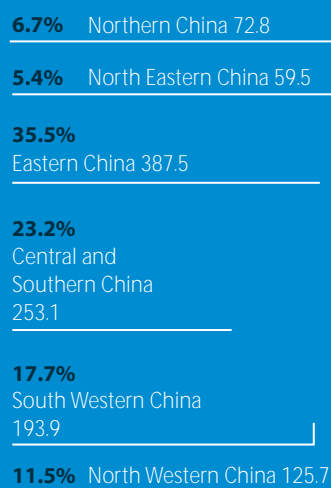 6.7% Northern China 72.8
5.4% North Eastern China 59.5
35.5%
Eastern China 387.5
23.2%
Central and
Southern China
253.1
17.7%
South Western China
193.9
11.5% North Western China 125.7